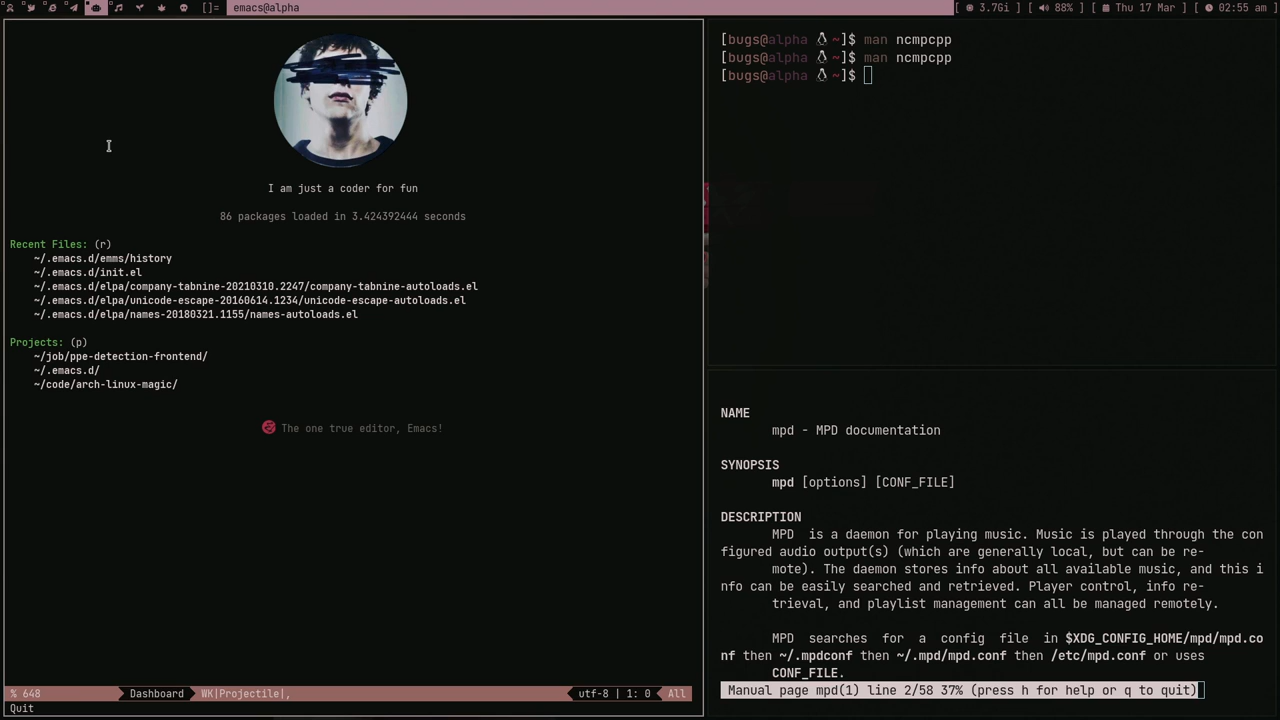 []= emacs@alpha [ 3.7Gi ] [ 88% ] [ Thu 17 Mar ] [ 02:55 am ]
I am just a coder for fun
86 packages loaded in 3.424392444 seconds
Recent Files: (r)
~/.emacs.d/emms/history
~/.emacs.d/init.el
~/.emacs.d/elpa/company-tabnine-20210310.2247/company-tabnine-autoloads.el
~/.emacs.d/elpa/unicode-escape-20160614.1234/unicode-escape-autoloads.el
~/.emacs.d/elpa/names-20180321.1155/names-autoloads.el
Projects: (p)
~/job/ppe-detection-frontend/
~/.emacs.d/
~/code/arch-linux-magic/
The one true editor, Emacs!
% 648 Dashboard WK|Projectile|, utf-8 | 1: 0 All
Quit
[bugs@alpha ~]$ man ncmpcpp
[bugs@alpha ~]$ man ncmpcpp
[bugs@alpha ~]$
NAME
mpd - MPD documentation
SYNOPSIS
mpd [options] [CONF_FILE]
DESCRIPTION
MPD is a daemon for playing music. Music is played through the con
figured audio output(s) (which are generally local, but can be re-
mote). The daemon stores info about all available music, and this i
nfo can be easily searched and retrieved. Player control, info re-
trieval, and playlist management can all be managed remotely.
MPD searches for a config file in $XDG_CONFIG_HOME/mpd/mpd.co
nf then ~/.mpdconf then ~/.mpd/mpd.conf then /etc/mpd.conf or uses
CONF_FILE.
Manual page mpd(1) line 2/58 37% (press h for help or q to quit)